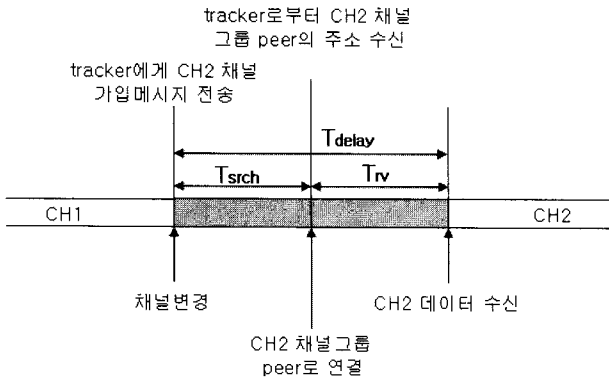 tracker로부터 CH2 채널
그룹 peer의 주소 수신
tracker에게 CH2 채널
가입메시지 전송
Tdelay
Tsrch
Trv
CH1
CH2
채널변경
CH2 데이터 수신
CH2 채널그룹
peer로 연결